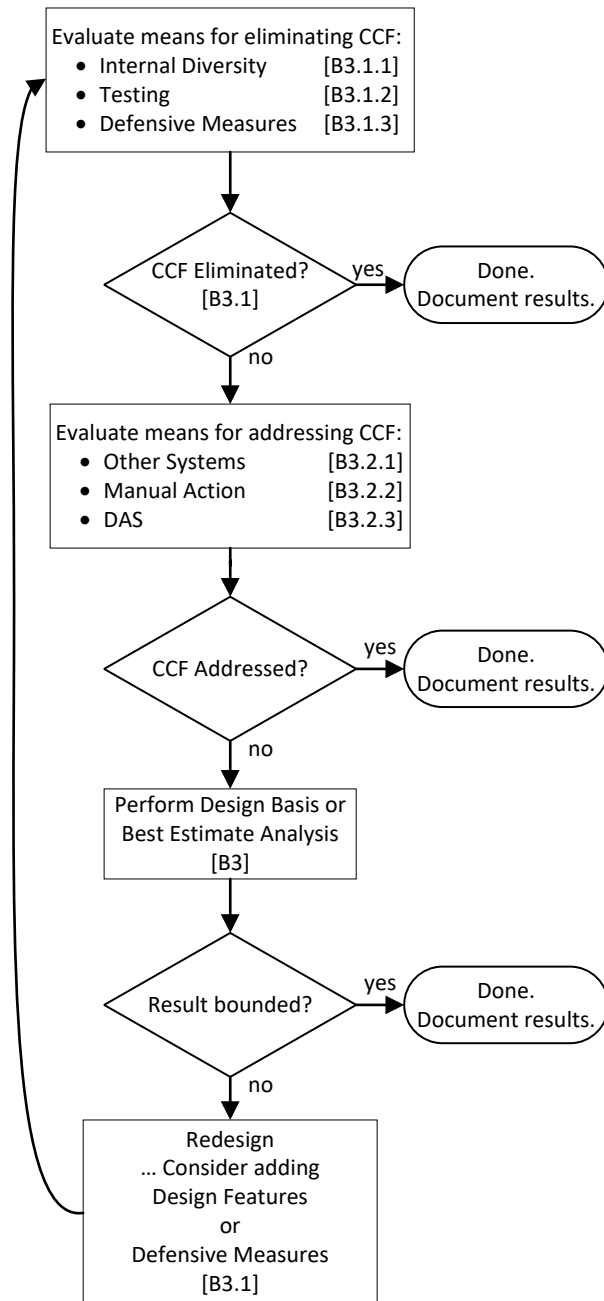 Evaluate means for eliminating CCF:
• Internal Diversity [B3.1.1]
• Testing [B3.1.2]
• Defensive Measures [B3.1.3]
CCF Eliminated?
[B3.1]
yes
Done.
Document results.
no
Evaluate means for addressing CCF:
• Other Systems [B3.2.1]
• Manual Action [B3.2.2]
• DAS [B3.2.3]
CCF Addressed?
yes
Done.
Document results.
no
Perform Design Basis or
Best Estimate Analysis
[B3]
Result bounded?
yes
Done.
Document results.
no
Redesign
... Consider adding
Design Features
or
Defensive Measures
[B3.1]